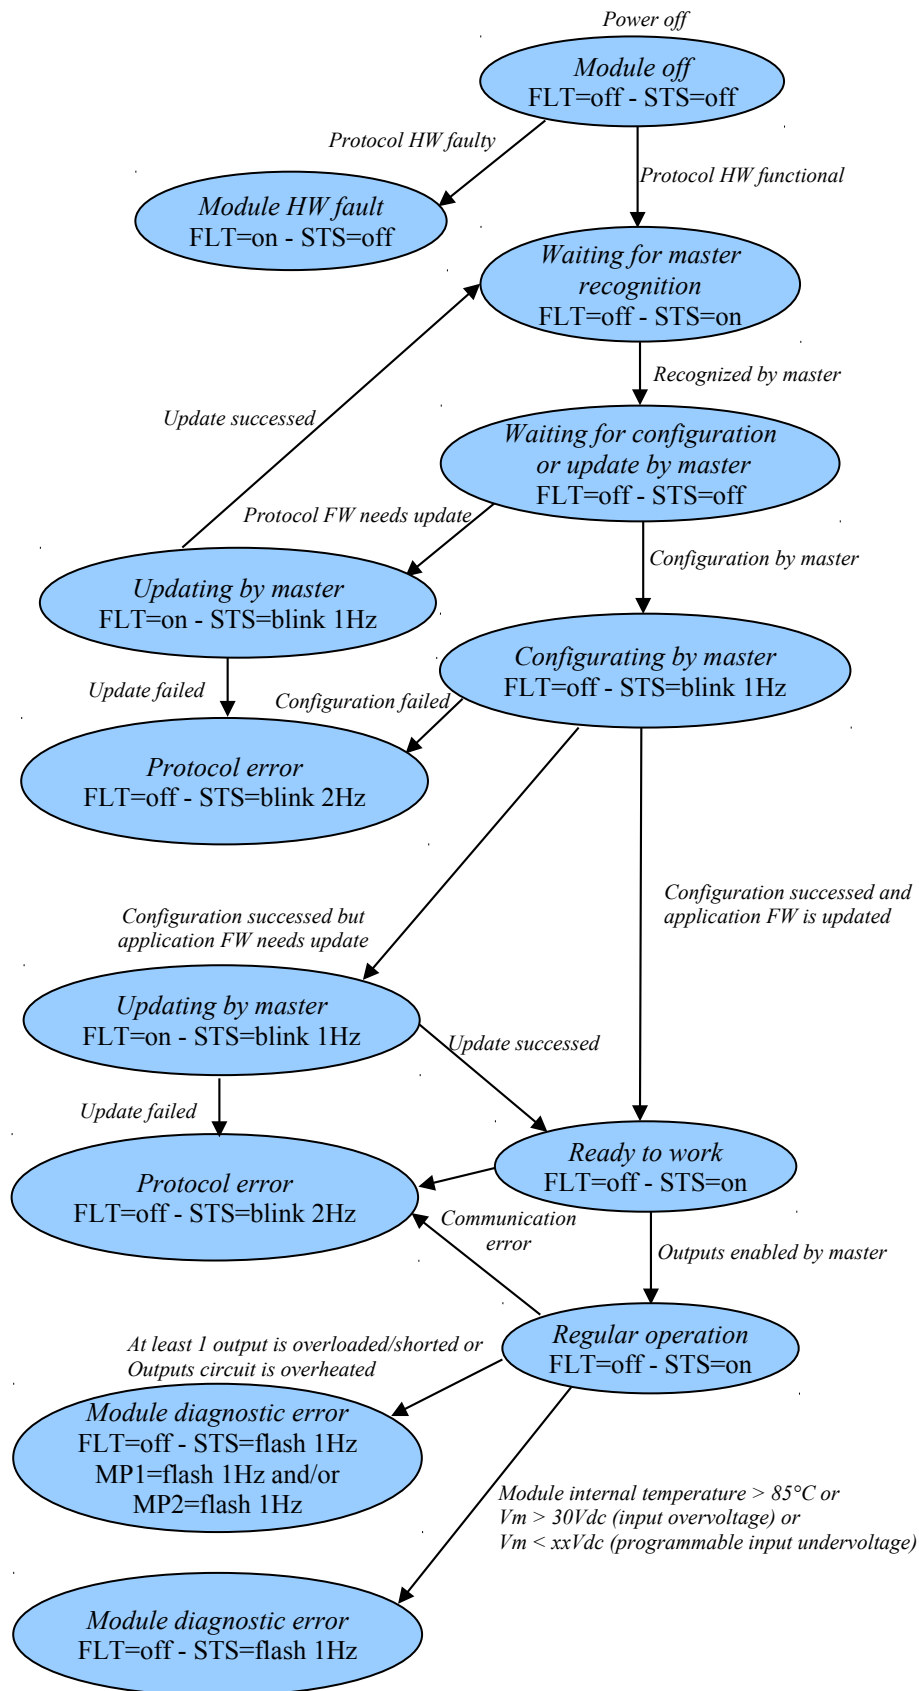 Power off
Module off
FLT=off - STS=off
Protocol HW faulty
Protocol HW functional
Module HW fault
FLT=on - STS=off
Waiting for master
recognition
FLT=off - STS=on
Recognized by master
Update successed
Waiting for configuration
or update by master
FLT=off - STS=off
Protocol FW needs update
Configuration by master
Updating by master
FLT=on - STS=blink 1Hz
Configurating by master
FLT=off - STS=blink 1Hz
Update failed
Configuration failed
Protocol error
FLT=off - STS=blink 2Hz
Configuration successed and
application FW is updated
Configuration successed but
application FW needs update
Updating by master
FLT=on - STS=blink 1Hz
Update successed
Update failed
Ready to work
FLT=off - STS=on
Protocol error
FLT=off - STS=blink 2Hz
Communication
error
Outputs enabled by master
Regular operation
FLT=off - STS=on
At least 1 output is overloaded/shorted or
Outputs circuit is overheated
Module diagnostic error
FLT=off - STS=flash 1Hz
MP1=flash 1Hz and/or
MP2=flash 1Hz
Module internal temperature > 85°C or
Vm > 30Vdc (input overvoltage) or
Vm < xxVdc (programmable input undervoltage)
Module diagnostic error
FLT=off - STS=flash 1Hz